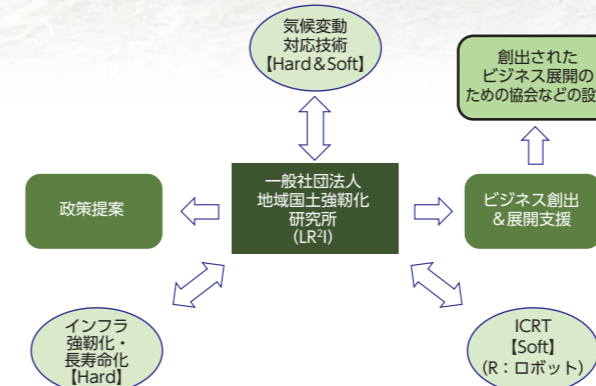 気候変動
対応技術
【Hard＆Soft】
創出された
ビジネス展開の
ための協会などの設
政策提案
一般社団法人
地域国土強靭化
研究所
(LR²I)
ビジネス創出
＆展開支援
インフラ
強靭化・
長寿命化
【Hard】
ICRT
【Soft】
(R：ロボット)